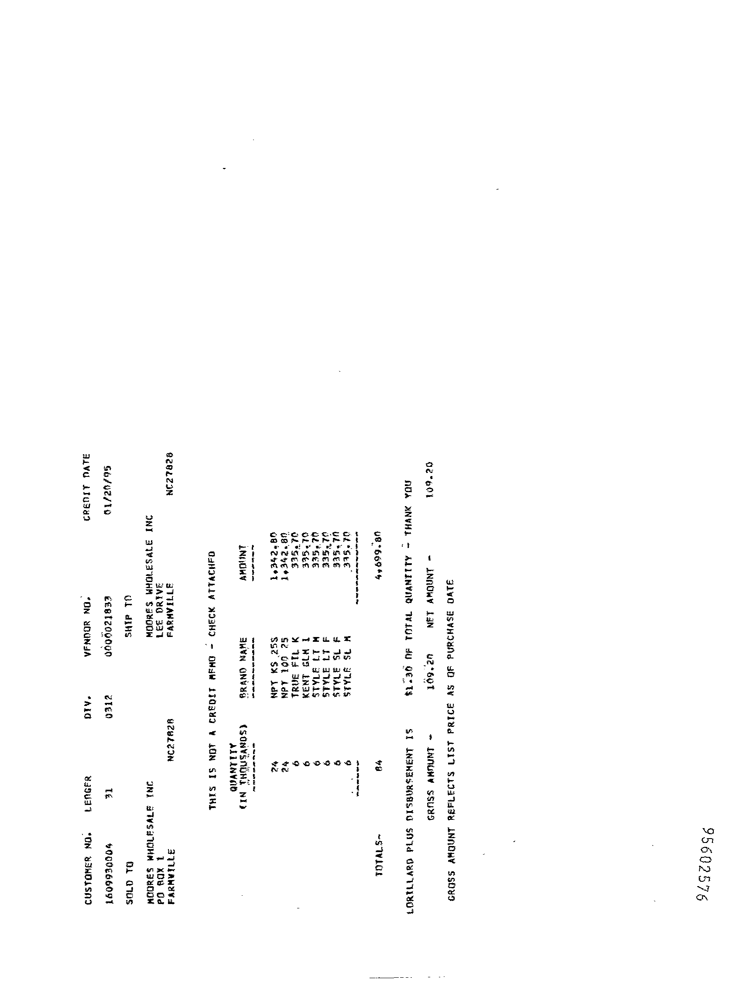 CUSTOMER NO. LEDGER DIV. VENDOR NO. CREDIT DATE
1609930004 31 0312 0000021833 01/20/95
SOLD TO SHIP TO
MOORES WHOLESALE INC MOORES WHOLESALE INC
PO BOX 1 LEE DRIVE
FARMVILLE NC27828 FARMVILLE NC27828
THIS IS NOT A CREDIT MEMO - CHECK ATTACHED
QUANTITY
(IN THOUSANDS) BRAND NAME AMOUNT
-------- ---------- ------
24 NPT KS 25S 1,342.80
24 NPT 100 25 1,342.80
6 TRUE FIL K 335.70
6 KENT GLM I 335.70
6 STYLE LT M 335.70
6 STYLE LT F 335.70
6 STYLE SL F 335.70
6 STYLE SL M 335.70
------ ------------
TOTALS- 84 4,699.80
LORILLARD PLUS DISBURSEMENT IS $1.30 OF TOTAL QUANTITY - THANK YOU
GROSS AMOUNT - 109.20 NET AMOUNT - 109.20
GROSS AMOUNT REFLECTS LIST PRICE AS OF PURCHASE DATE
95602576